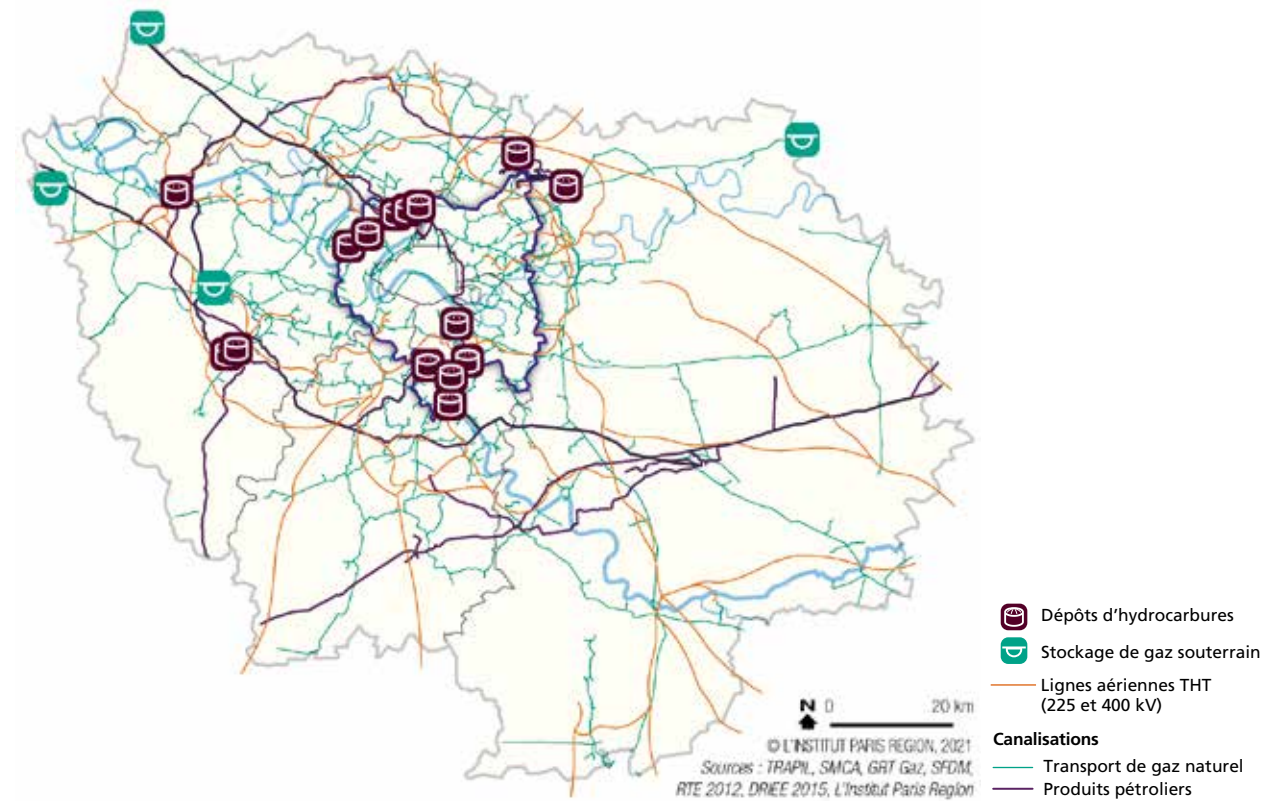 Dépôts d'hydrocarbures
Stockage de gaz souterrain
Lignes aériennes THT
(225 et 400 kV)
Canalisations
Transport de gaz naturel
Produits pétroliers
N 0 20 km
© L'INSTITUT PARIS REGION, 2021
Sources : TRAPIL, SMCA, GRT Gaz, SFDM,
RTE 2012, DRIEE 2015, L'Institut Paris Region